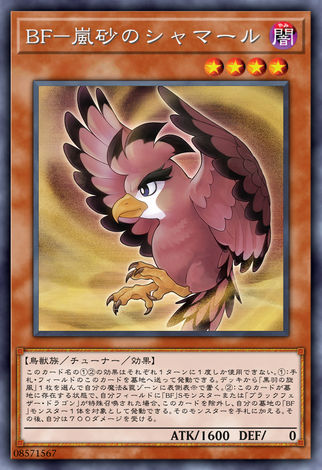 BF－嵐砂のシャマール
やみ
闇
【鳥獣族／チューナー／効果】
このカード名の①②の効果はそれぞれ１ターンに１度しか使用できない。①：手
札・フィールドのこのカードを墓地へ送って発動できる。デッキから「黒羽の旋
風」１枚を選んで自分の魔法&罠ゾーンに表側表示で置く。②：このカードが墓
地に存在する状態で、自分フィールドに「BF」Sモンスターまたは「ブラックフェ
ザー・ドラゴン」が特殊召喚された場合、このカードを除外し、自分の墓地の「BF」
モンスター１体を対象として発動できる。そのモンスターを手札に加える。そ
の後、自分は７００ダメージを受ける。
ATK/1600 DEF/ 0
08571567